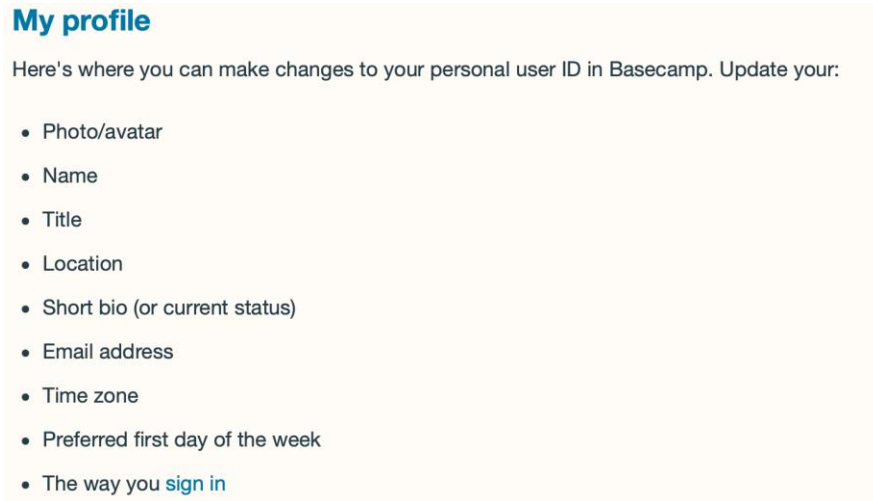 My profile
Here's where you can make changes to your personal user ID in Basecamp. Update your:
• Photo/avatar
• Name
• Title
• Location
• Short bio (or current status)
• Email address
• Time zone
• Preferred first day of the week
• The way you sign in